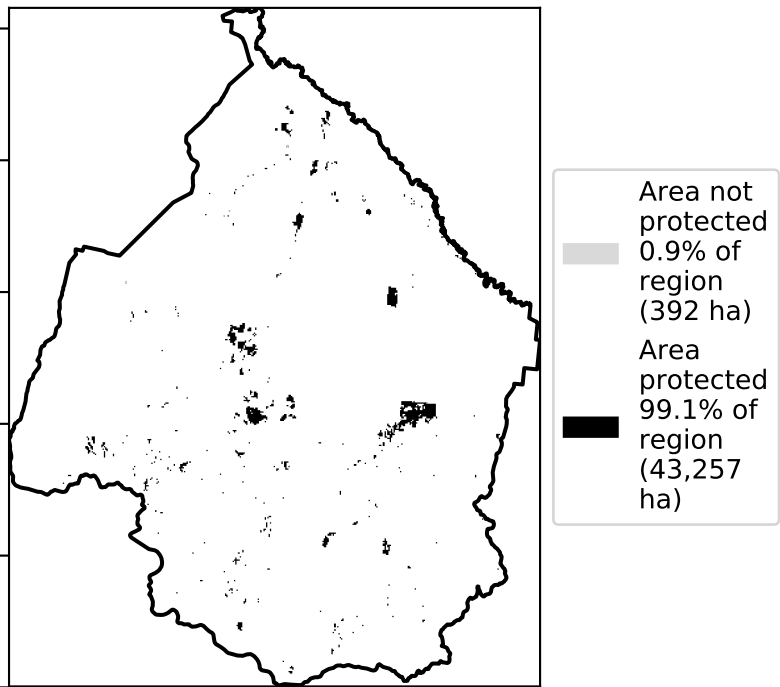 Area not
protected
0.9% of
region
(392 ha)
Area
protected
99.1% of
region
(43,257
ha)